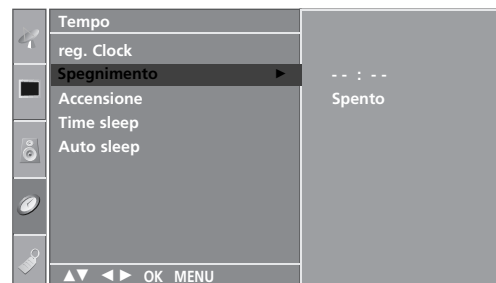 Tempo
reg. Clock
Spegnimento ► -- : --
Accensione Spento
Time sleep
Auto sleep
▲▼ ◄► OK MENU